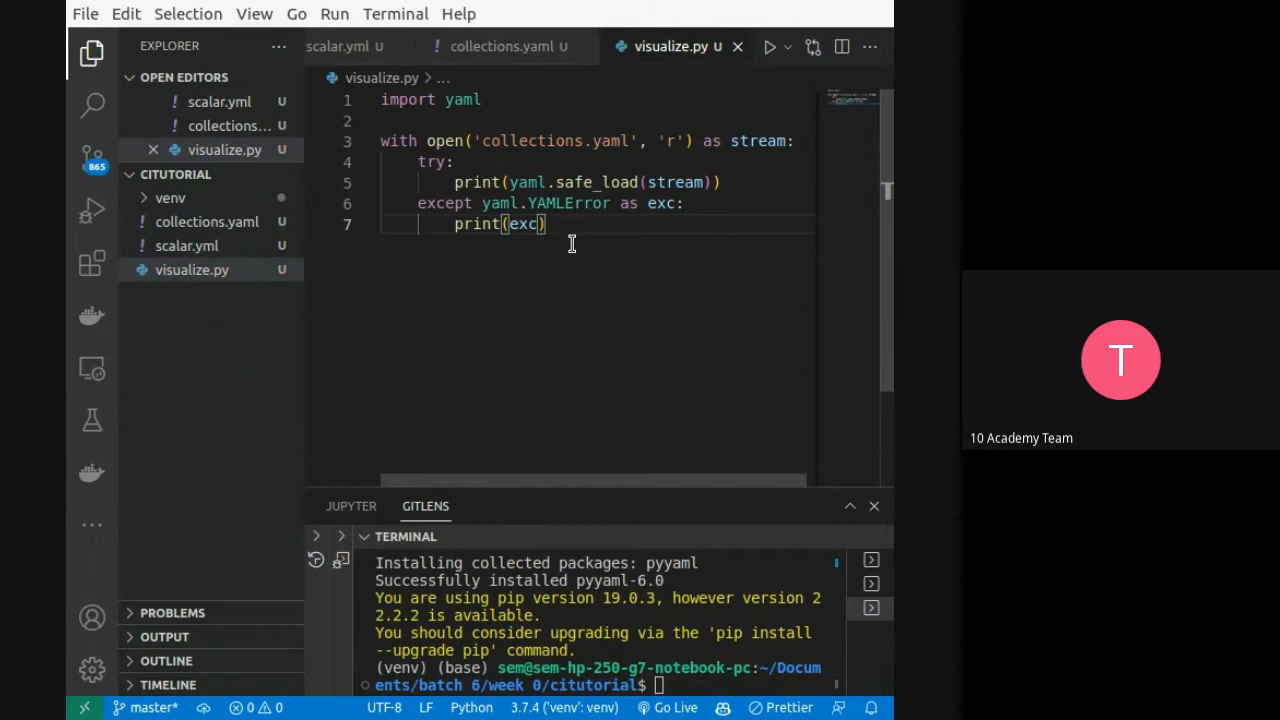 File Edit Selection View Go Run Terminal Help
EXPLORER
scalar.yml U
collections.yaml U
visualize.py U
OPEN EDITORS
scalar.yml U
collections... U
visualize.py U
CITUTORIAL
venv
collections.yaml U
scalar.yml U
visualize.py U
865
visualize.py > ...
1 import yaml
2
3 with open('collections.yaml', 'r') as stream:
4 try:
5 print(yaml.safe_load(stream))
6 except yaml.YAMLError as exc:
7 print(exc)
T
10 Academy Team
JUPYTER GITLENS
TERMINAL
Installing collected packages: pyyaml
Successfully installed pyyaml-6.0
You are using pip version 19.0.3, however version 2
2.2.2 is available.
You should consider upgrading via the 'pip install
--upgrade pip' command.
(venv) (base) sem@sem-hp-250-g7-notebook-pc:~/Docum
ents/batch 6/week 0/citutorial$
PROBLEMS
OUTPUT
OUTLINE
TIMELINE
master* 0 0 UTF-8 LF Python 3.7.4 ('venv': venv) Go Live Prettier